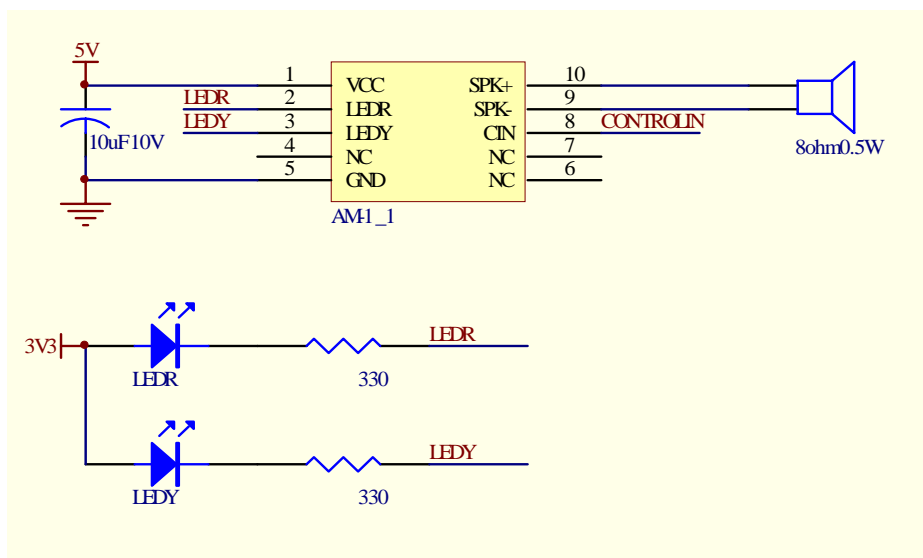 5V
1 VCC SPK+ 10
LEDR 2 LEDR SPK- 9
LEDY 3 LEDY CIN 8 CONTROLIN
10uF10V 4 NC NC 7 8ohm0.5W
5 GND NC 6
AM-1_1
3V3 LEDR
LEDR 330
LEDY
LEDY 330